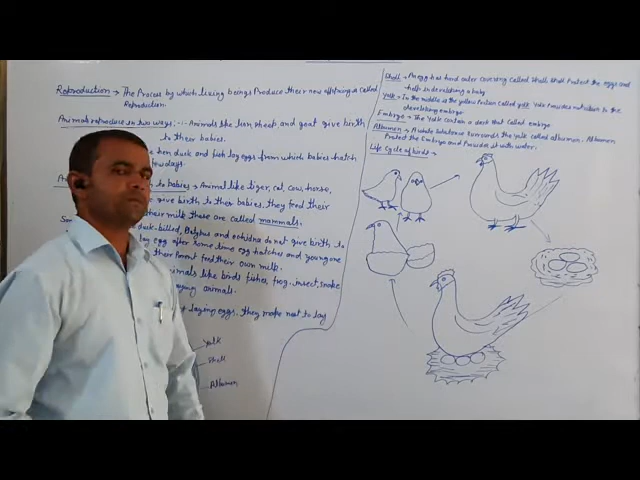 Reproduction → The Process by which living beings Produce their new offspring is called
Reproduction.
Animals reproduce in two ways :- 1- Animals the lion, sheep, and goat give birth
to their babies.
hen, duck and fish lay eggs from which babies hatch
few days.
to babies → Animal like tiger, cat, cow, horse,
give birth to their babies, they feed their
their milk. these are called mammals.
duck-billed, Platypus and echidna do not give birth to
lay egg after some time egg hatches and young one
their Parent feed their own milk.
animals like birds fisher, frog, insect, snake
laying animals.
laying eggs. They make nest to lay
Yolk
Shell
Albumen
Shell → An egg has hard outer covering called Shell. Shell Protect the eggs and
help in developing a baby
Yolk → In the middle is the yellow Portion called yolk. Yolk Provides nutrition to the
developing embryo
Embryo → The Yolk contain a dost that called embryo
Albumen → A white substance surrounds the yolk called albumen. Albumen
Protect the Embryo and Provides it with water.
Life Cycle of birds :-